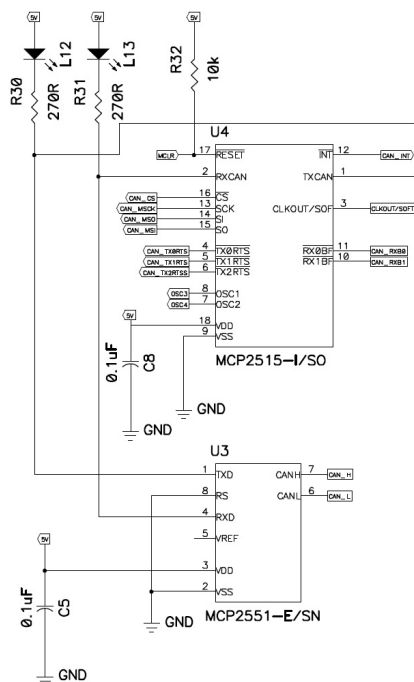 5V
5V
5V
L12
L13
R32
10k
R30
270R
R31
270R
U4
MCLR
17
RESET
INT
12
CAN_INT
2
RXCAN
TXCAN
1
CAN_CS
16
CS
CAN_MSCK
13
SCK
CLKOUT/SOF
3
CLKOUT/SOFT
CAN_MSO
14
SI
CAN_MSI
15
SO
CAN_TX0RTS
4
TX0RTS
RX0BF
11
CAN_RXB0
CAN_TX1RTS
5
TX1RTS
RX1BF
10
CAN_RXB1
CAN_TX2RTSS
6
TX2RTS
OSC3
8
OSC1
OSC4
7
OSC2
5V
18
VDD
9
VSS
MCP2515-I/SO
0.1uF
C8
GND
GND
U3
1
TXD
CANH
7
CAN_H
8
RS
CANL
6
CAN_L
4
RXD
5
VREF
5V
3
VDD
2
VSS
MCP2551-E/SN
0.1uF
C5
GND
GND